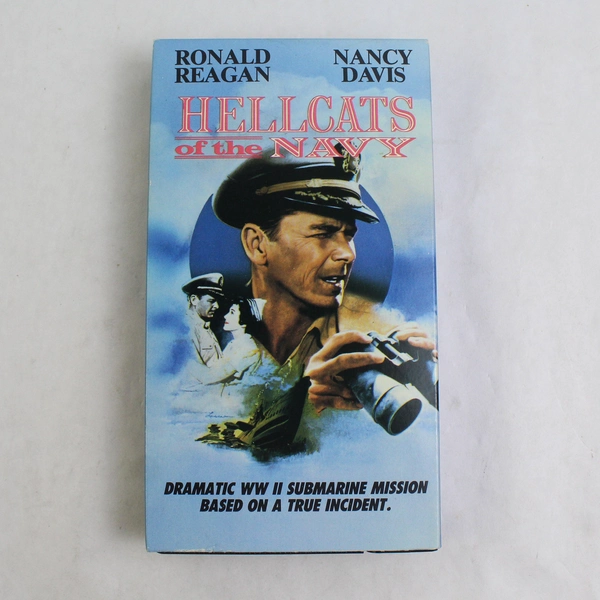 RONALD NANCY
REAGAN DAVIS
HELLCATS
of the NAVY
DRAMATIC WW II SUBMARINE MISSION
BASED ON A TRUE INCIDENT.